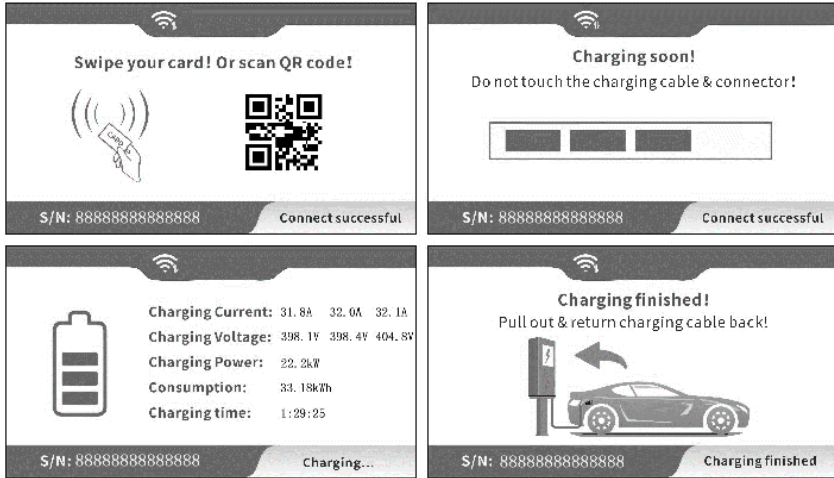 Swipe your card! Or scan QR code!
CARD
S/N: 88888888888888
Connect successful
Charging soon!
Do not touch the charging cable & connector!
S/N: 88888888888888
Connect successful
Charging Current: 31.8A 32.0A 32.1A
Charging Voltage: 398.1V 398.4V 404.8V
Charging Power: 22.2kW
Consumption: 33.18kWh
Charging time: 1:29:25
S/N: 88888888888888
Charging...
Charging finished!
Pull out & return charging cable back!
S/N: 88888888888888
Charging finished